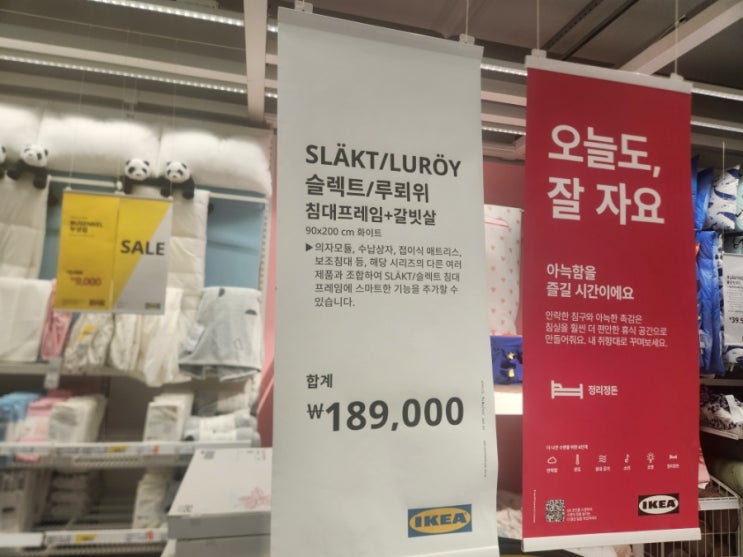 SALE
SLÄKT/LURÖY
슬렉트/루뢰위
침대프레임+갈빗살
90x200 cm 화이트
▶의자모듈, 수납상자, 접이식 매트리스,
보조침대 등, 해당 시리즈의 다른 여러
제품과 조합하여 SLÄKT/슬렉트 침대
프레임에 스마트한 기능을 추가할 수
있습니다.
합계
₩189,000
IKEA
오늘도,
잘 자요
아늑함을
즐길 시간이에요
안락한 침구와 아늑한 촉감은
침실을 훨씬 더 편안한 휴식 공간으로
만들어줘요. 내 취향대로 꾸며보세요.
정리정돈
IKEA